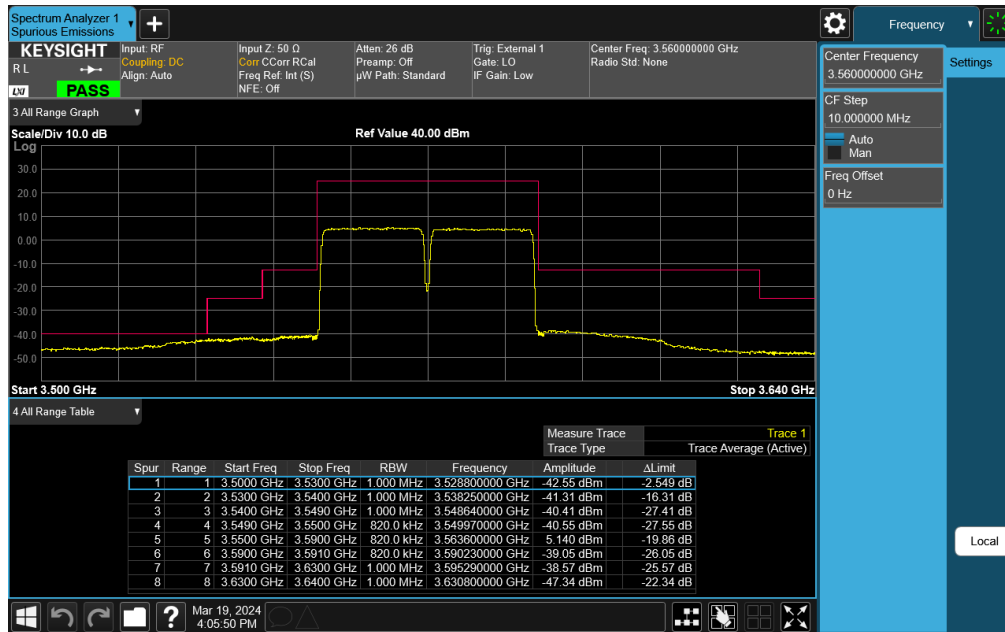 Spectrum Analyzer 1
Spurious Emissions
▼
+
Frequency ▼
KEYSIGHT
R L
LXI
PASS
Input: RF
Coupling: DC
Align: Auto
Input Z: 50 Ω
Corr CCorr RCal
Freq Ref: Int (S)
NFE: Off
Atten: 26 dB
Preamp: Off
µW Path: Standard
Trig: External 1
Gate: LO
IF Gain: Low
Center Freq: 3.560000000 GHz
Radio Std: None
Center Frequency
3.560000000 GHz
Settings
CF Step
10.000000 MHz
Auto
Man
Freq Offset
0 Hz
3 All Range Graph ▼
Scale/Div 10.0 dB Ref Value 40.00 dBm
Log
30.0
20.0
10.0
0.00
-10.0
-20.0
-30.0
-40.0
-50.0
Start 3.500 GHz Stop 3.640 GHz
4 All Range Table ▼
Measure Trace Trace 1
Trace Type Trace Average (Active)
Spur Range Start Freq Stop Freq RBW Frequency Amplitude ΔLimit
1 1 3.5000 GHz 3.5300 GHz 1.000 MHz 3.528800000 GHz -42.55 dBm -2.549 dB
2 2 3.5300 GHz 3.5400 GHz 1.000 MHz 3.538250000 GHz -41.31 dBm -16.31 dB
3 3 3.5400 GHz 3.5490 GHz 1.000 MHz 3.548640000 GHz -40.41 dBm -27.41 dB
4 4 3.5490 GHz 3.5500 GHz 820.0 kHz 3.549970000 GHz -40.55 dBm -27.55 dB
5 5 3.5500 GHz 3.5900 GHz 820.0 kHz 3.563600000 GHz 5.140 dBm -19.86 dB
6 6 3.5900 GHz 3.5910 GHz 820.0 kHz 3.590230000 GHz -39.05 dBm -26.05 dB
7 7 3.5910 GHz 3.6300 GHz 1.000 MHz 3.595290000 GHz -38.57 dBm -25.57 dB
8 8 3.6300 GHz 3.6400 GHz 1.000 MHz 3.630800000 GHz -47.34 dBm -22.34 dB
Local
?
Mar 19, 2024
4:05:50 PM